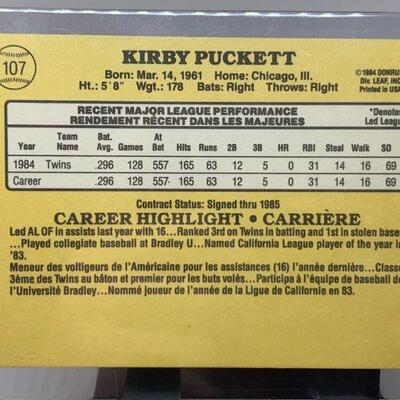 107
KIRBY PUCKETT
Born: Mar. 14, 1961 Home: Chicago, Ill.
Ht.: 5'8" Wgt.: 178 Bats: Right Throws: Right
©1984 DONRUS
Div. LEAF, INC
Printed in USA
RECENT MAJOR LEAGUE PERFORMANCE
RENDEMENT RÉCENT DANS LES MAJEURES
*Denotes
Led Leagu
Year Team Name Bat. Avg. Games At Bat Hits Runs 2B 3B HR RBI Steal Walk SO
1984 Twins .296 128 557 165 63 12 5 0 31 14 16 69
Career .296 128 557 165 63 12 5 0 31 14 16 69
Contract Status: Signed thru 1985
CAREER HIGHLIGHT • CARRIÈRE
Led AL OF in assists last year with 16...Ranked 3rd on Twins in batting and 1st in stolen base
...Played collegiate baseball at Bradley U...Named California League player of the year in
'83.
Meneur des voltigeurs de l'Américaine pour les assistances (16) l'année dernière...Classe
3ème des Twins au bâton et premier pour les buts volés...Participa à l'équipe de baseball de
l'Université Bradley...Nommé joueur de l'année de la Ligue de Californie en 83.